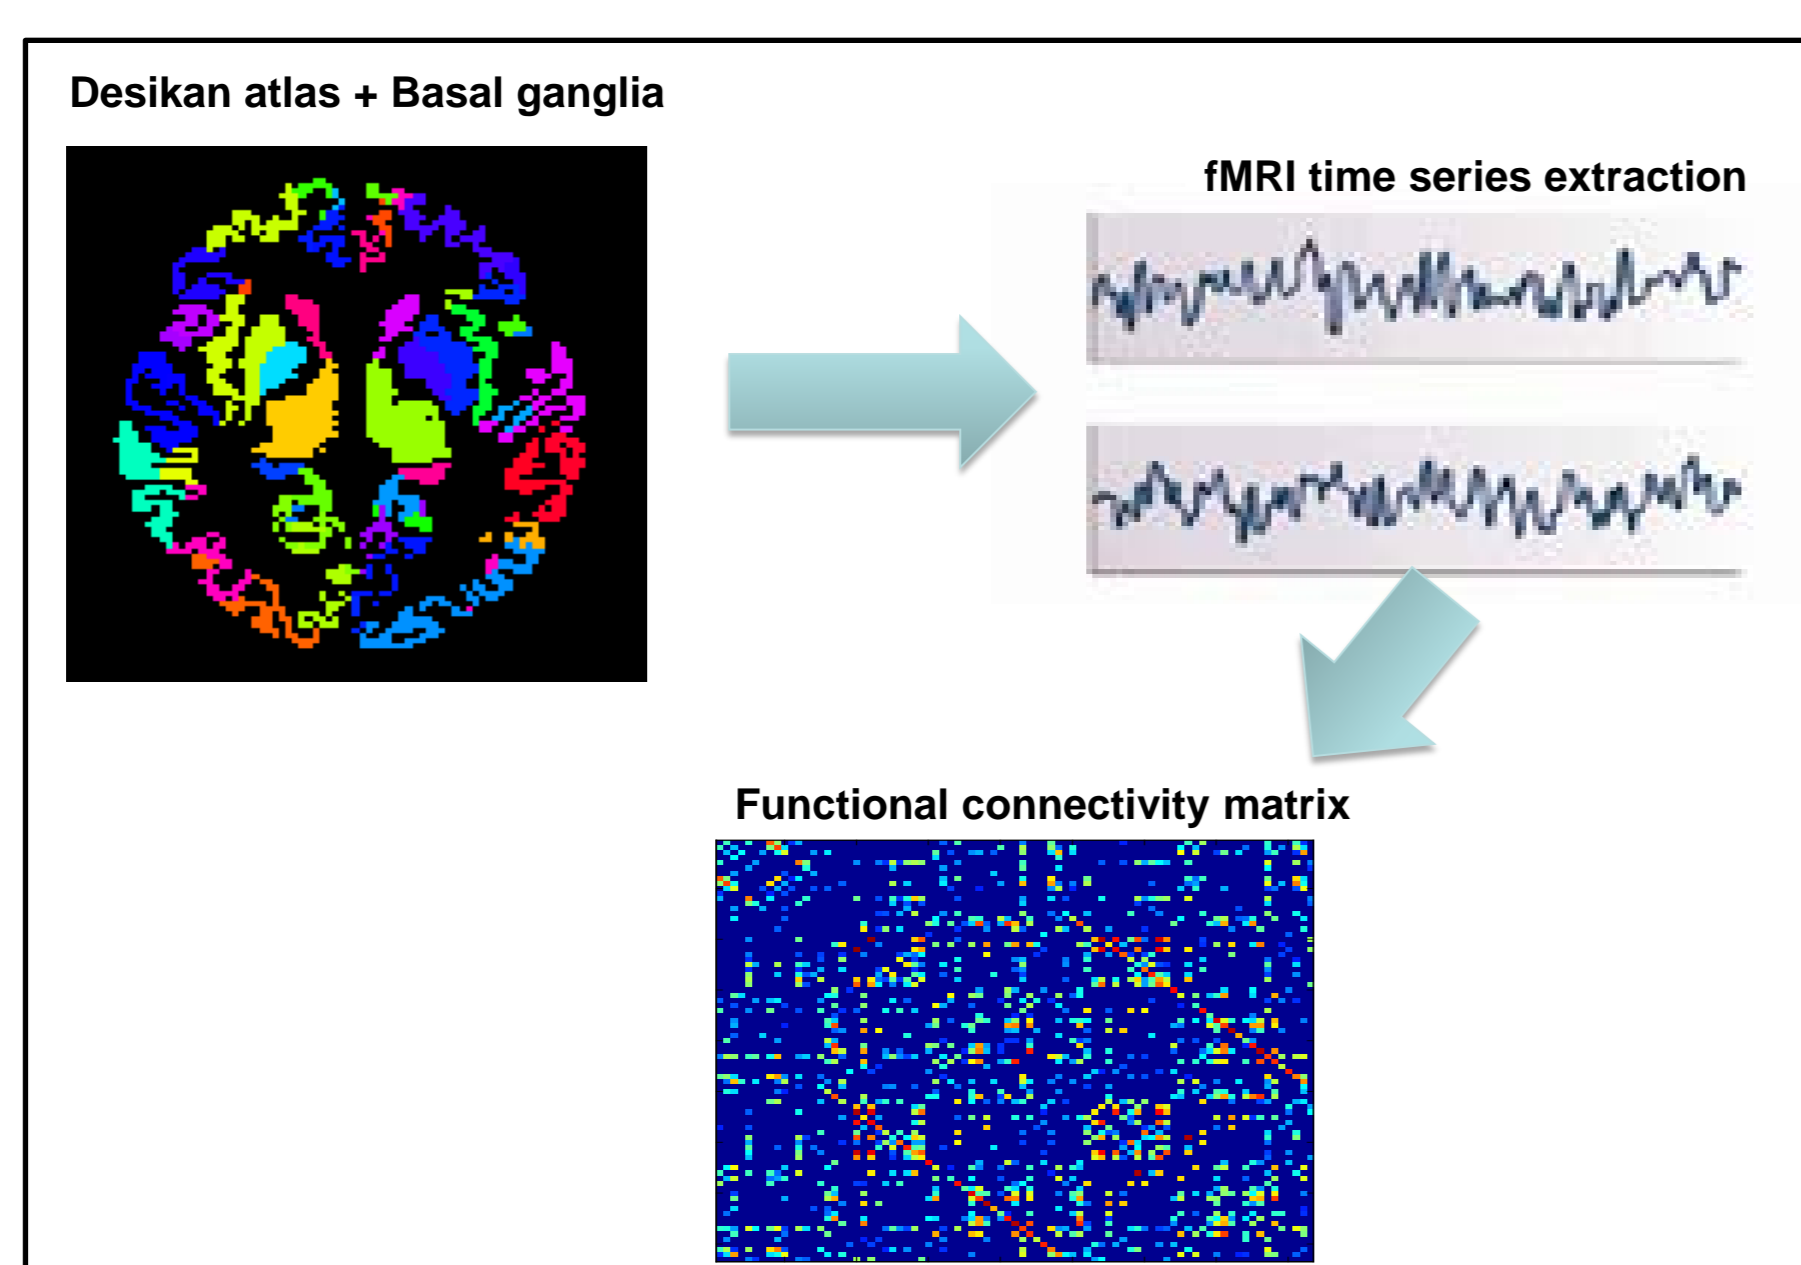 Desikan atlas + Basal ganglia
fMRI time series extraction
Functional connectivity matrix